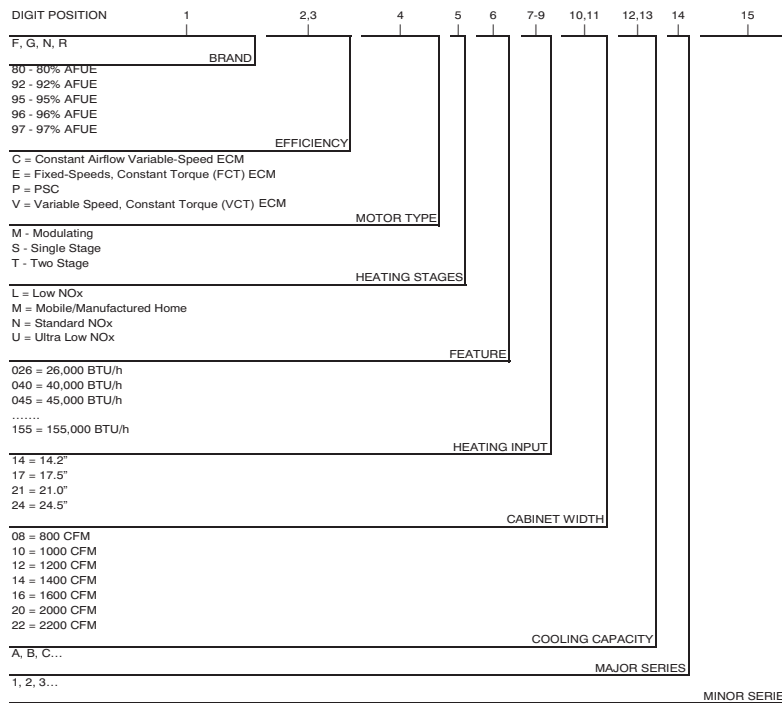 DIGIT POSITION 1 2,3 4 5 6 7-9 10,11 12,13 14 15
F, G, N, R
BRAND
80 - 80% AFUE
92 - 92% AFUE
95 - 95% AFUE
96 - 96% AFUE
97 - 97% AFUE
EFFICIENCY
C = Constant Airflow Variable-Speed ECM
E = Fixed-Speeds, Constant Torque (FCT) ECM
P = PSC
V = Variable Speed, Constant Torque (VCT) ECM
MOTOR TYPE
M - Modulating
S - Single Stage
T - Two Stage
HEATING STAGES
L = Low NOx
M = Mobile/Manufactured Home
N = Standard NOx
U = Ultra Low NOx
FEATURE
026 = 26,000 BTU/h
040 = 40,000 BTU/h
045 = 45,000 BTU/h
.......
155 = 155,000 BTU/h
HEATING INPUT
14 = 14.2”
17 = 17.5”
21 = 21.0”
24 = 24.5”
CABINET WIDTH
08 = 800 CFM
10 = 1000 CFM
12 = 1200 CFM
14 = 1400 CFM
16 = 1600 CFM
20 = 2000 CFM
22 = 2200 CFM
COOLING CAPACITY
A, B, C…
MAJOR SERIES
1, 2, 3…
MINOR SERIE